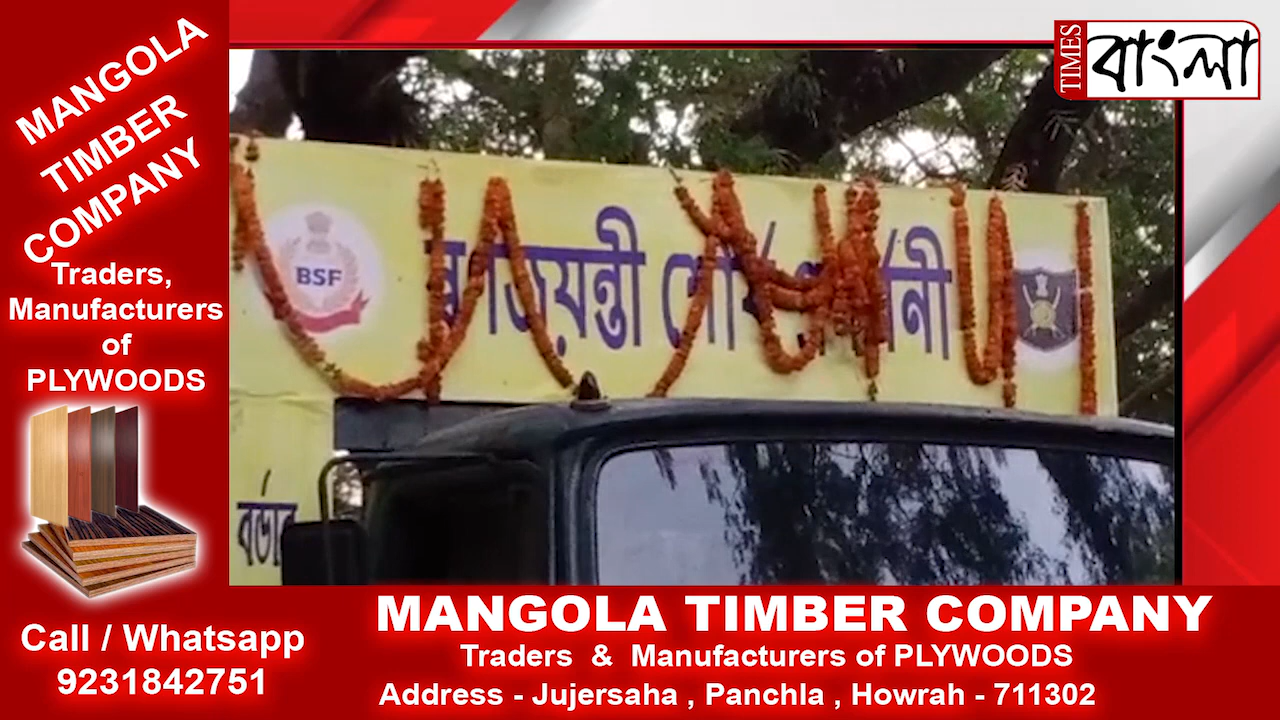 MANGOLA
TIMBER
COMPANY
Traders,
Manufacturers
of
PLYWOODS
Call / Whatsapp
9231842751
TIMES
বাংলা
BSF
MANGOLA TIMBER COMPANY
Traders & Manufacturers of PLYWOODS
Address - Jujersaha , Panchla , Howrah - 711302